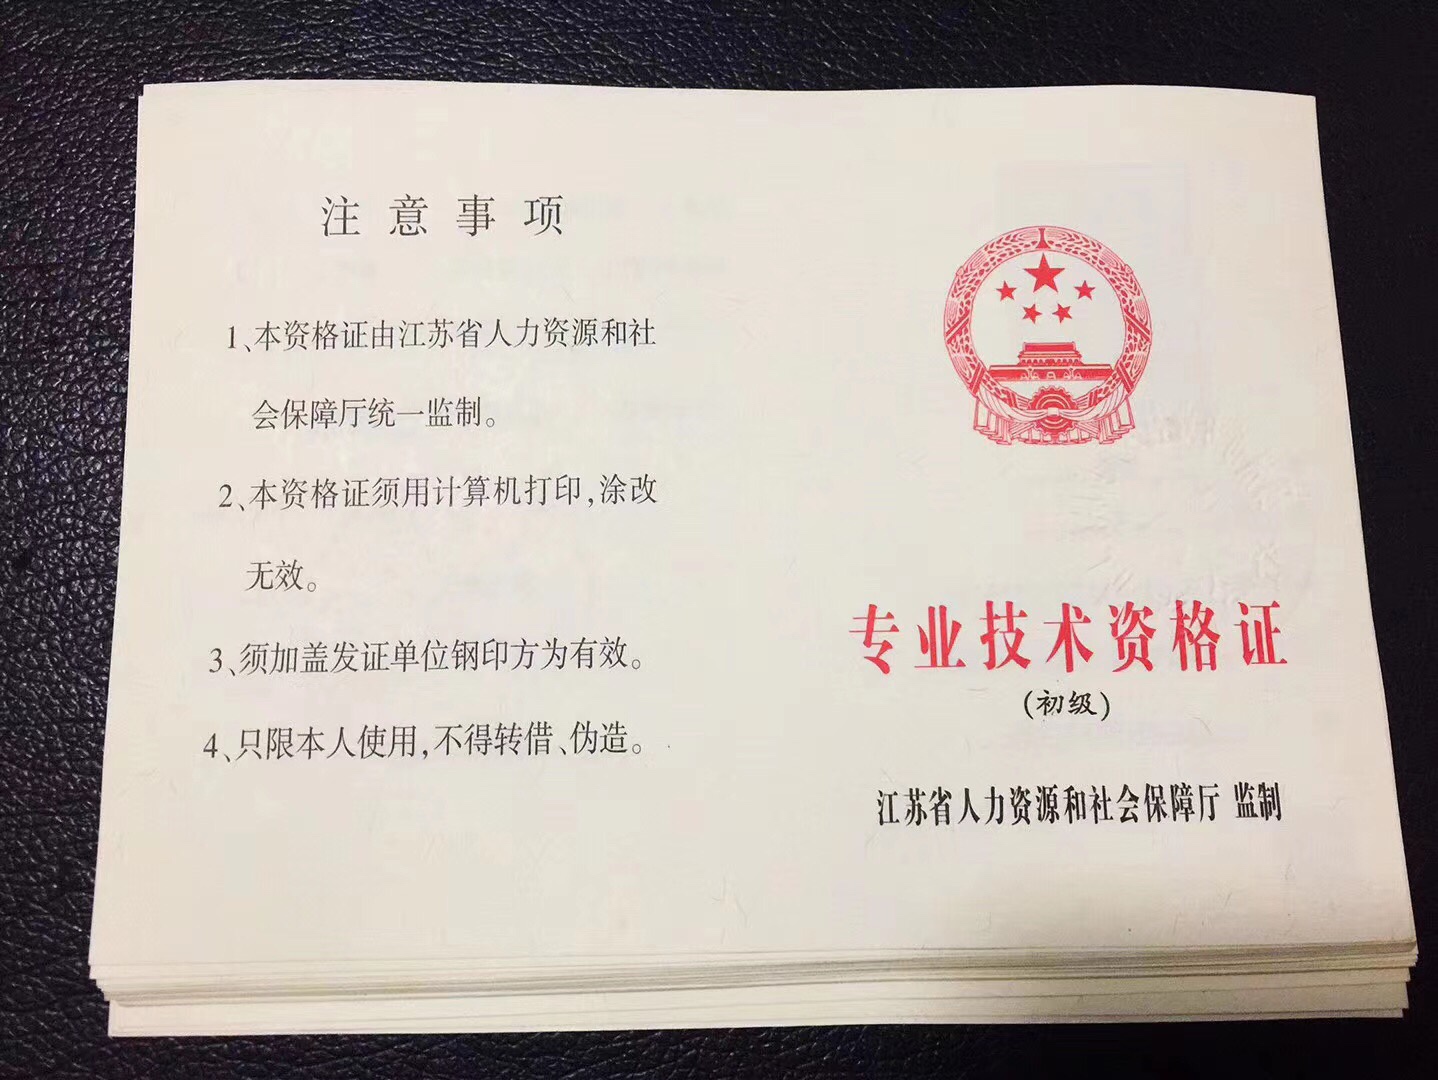 注意事项
1、本资格证由江苏省人力资源和社
会保障厅统一监制。
2、本资格证须用计算机打印,涂改
无效。
3、须加盖发证单位钢印方为有效。
4、只限本人使用,不得转借、伪造。
专业技术资格证
(初级)
江苏省人力资源和社会保障厅 监制